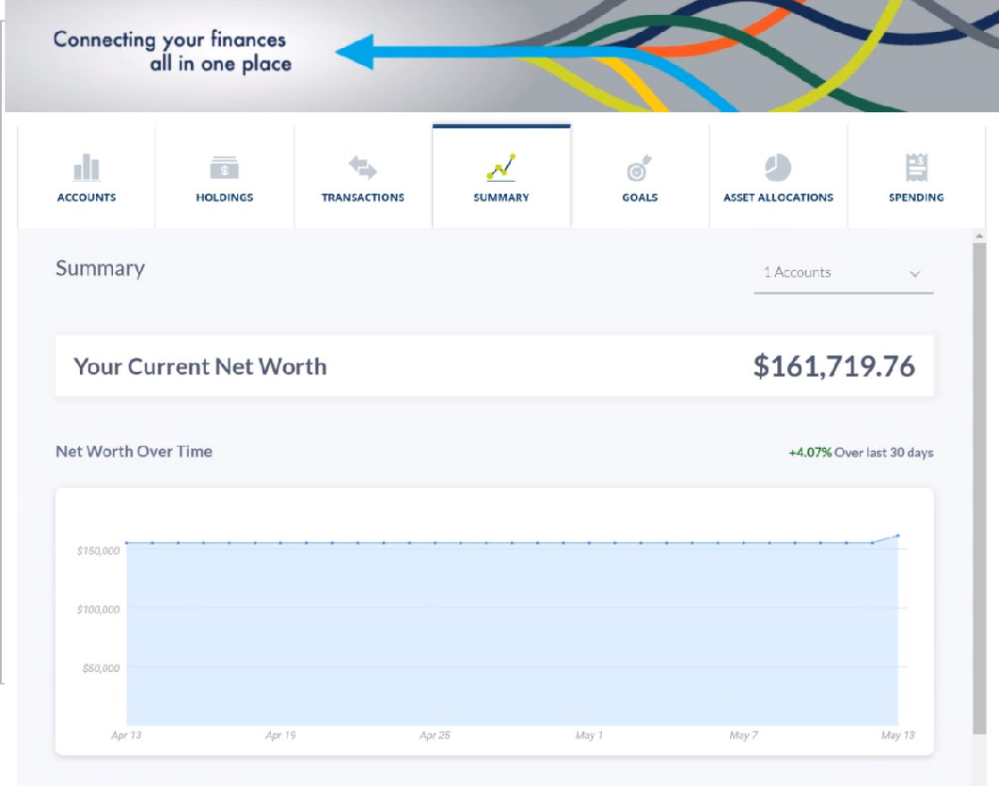 Connecting your finances
all in one place
ACCOUNTS
$
HOLDINGS
TRANSACTIONS
SUMMARY
GOALS
ASSET ALLOCATIONS
$
SPENDING
Summary
1 Accounts
Your Current Net Worth
$161,719.76
Net Worth Over Time
+4.07% Over last 30 days
$150,000
$100,000
$50,000
Apr 13
Apr 19
Apr 25
May 1
May 7
May 13